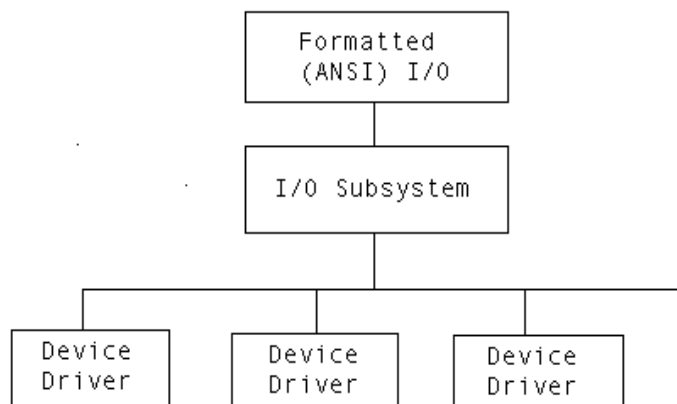 Formatted
(ANSI) I/O
I/O Subsystem
Device
Driver
Device
Driver
Device
Driver